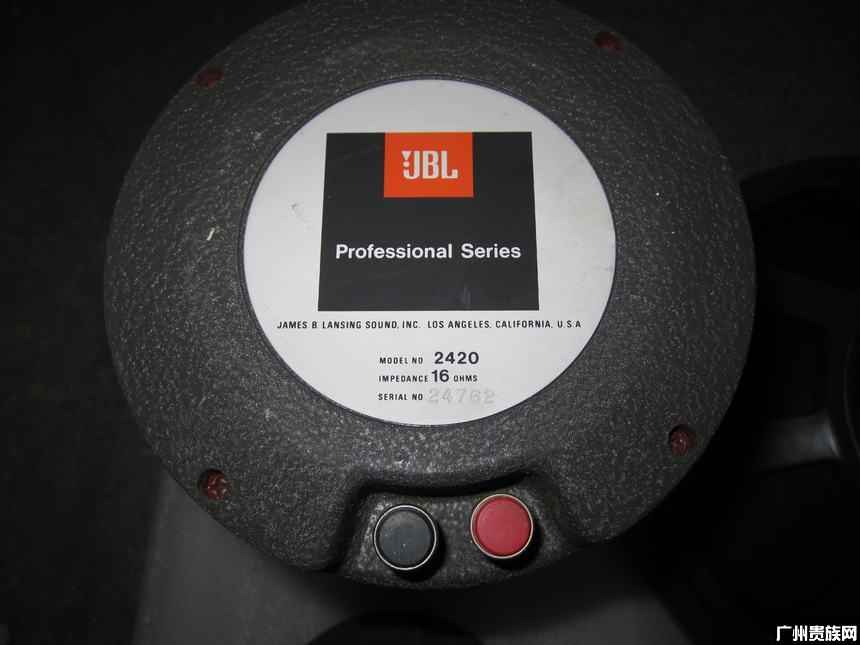 JBL
Professional Series
JAMES B. LANSING SOUND, INC. LOS ANGELES, CALIFORNIA, U.S.A
MODEL NO 2420
IMPEDANCE 16 OHMS
SERIAL NO 24762
广州贵族网